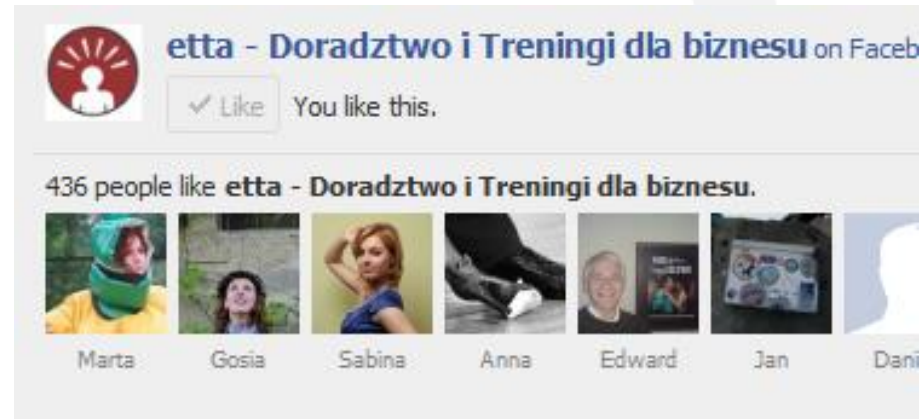 etta - Doradztwo i Treningi dla biznesu on Faceb
Like You like this.
436 people like etta - Doradztwo i Treningi dla biznesu.
Marta Gosia Sabina Anna Edward Jan Dani